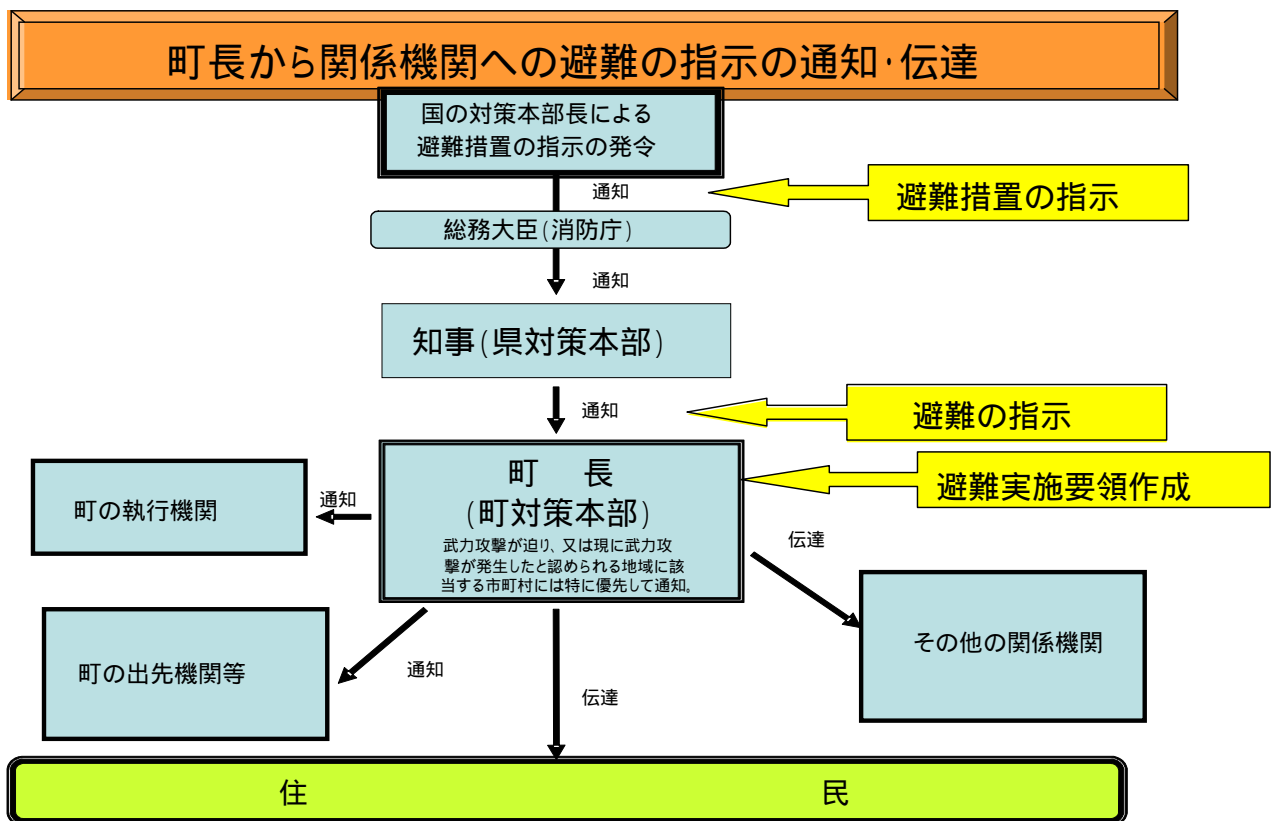 町長から関係機関への避難の指示の通知・伝達
国の対策本部長による
避難措置の指示の発令
通知
避難措置の指示
総務大臣(消防庁)
通知
知事(県対策本部)
通知
避難の指示
町 長
(町対策本部)
武力攻撃が迫り、又は現に武力攻
撃が発生したと認められる地域に該
当する市町村には特に優先して通知。
避難実施要領作成
町の執行機関
通知
伝達
その他の関係機関
町の出先機関等
通知
伝達
住 民